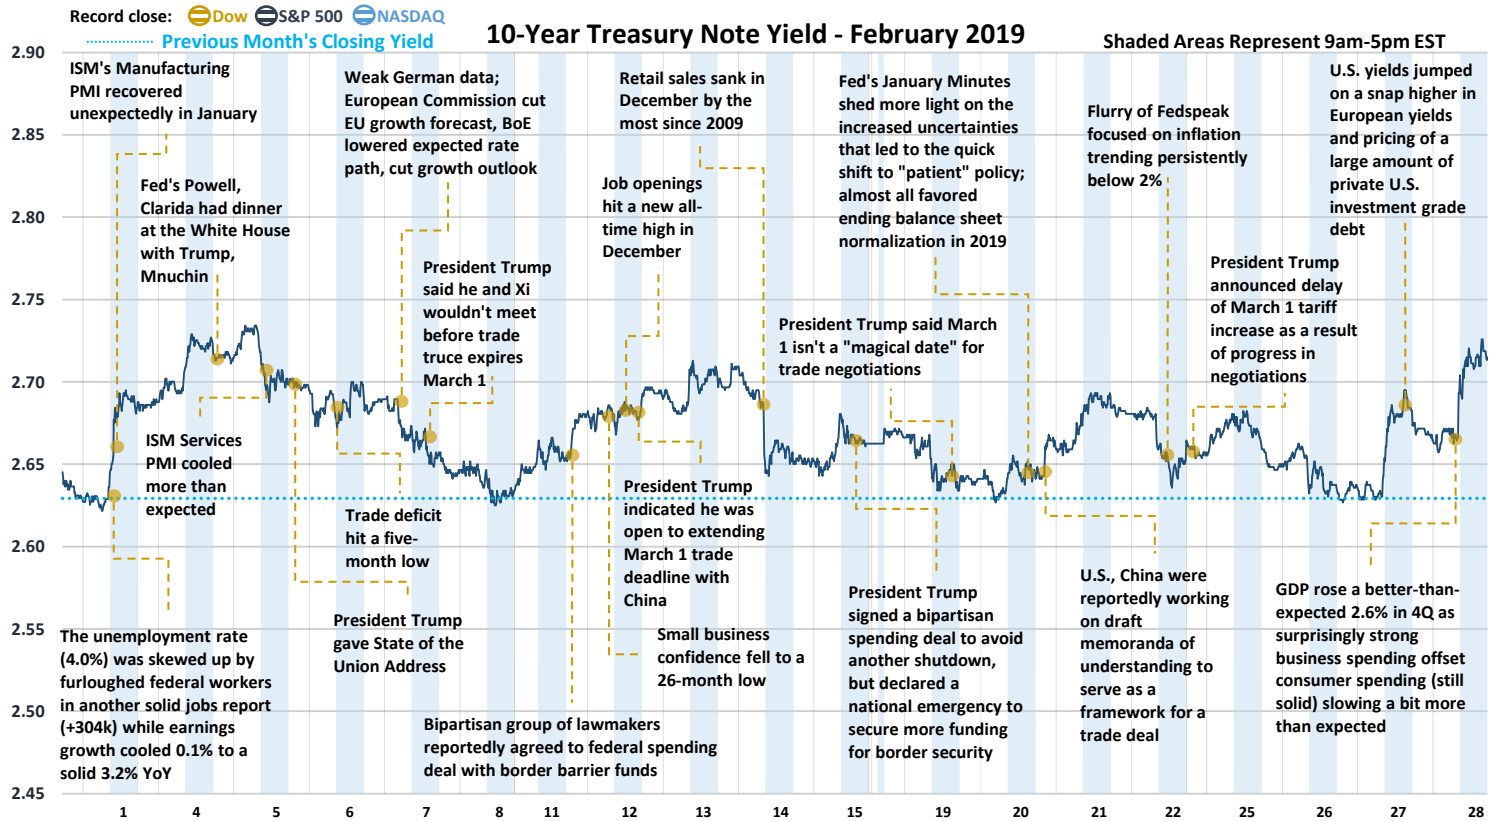 Record close: Dow S&P 500 NASDAQ
Previous Month's Closing Yield
10-Year Treasury Note Yield - February 2019
Shaded Areas Represent 9am-5pm EST
2.90
2.85
2.80
2.75
2.70
2.65
2.60
2.55
2.50
2.45
ISM's Manufacturing
PMI recovered
unexpectedly in January
Fed's Powell,
Clarida had dinner
at the White House
with Trump,
Mnuchin
Weak German data;
European Commission cut
EU growth forecast, BoE
lowered expected rate
path, cut growth outlook
President Trump
said he and Xi
wouldn't meet
before trade
truce expires
March 1
Retail sales sank in
December by the
most since 2009
Job openings
hit a new all-
time high in
December
Fed's January Minutes
shed more light on the
increased uncertainties
that led to the quick
shift to "patient" policy;
almost all favored
ending balance sheet
normalization in 2019
President Trump said March
1 isn't a "magical date" for
trade negotiations
Flurry of Fedspeak
focused on inflation
trending persistently
below 2%
President Trump
announced delay
of March 1 tariff
increase as a result
of progress in
negotiations
U.S. yields jumped
on a snap higher in
European yields
and pricing of a
large amount of
private U.S.
investment grade
debt
ISM Services
PMI cooled
more than
expected
Trade deficit
hit a five-
month low
President Trump
gave State of the
Union Address
The unemployment rate
(4.0%) was skewed up by
furloughed federal workers
in another solid jobs report
(+304k) while earnings
growth cooled 0.1% to a
solid 3.2% YoY
Bipartisan group of lawmakers
reportedly agreed to federal spending
deal with border barrier funds
President Trump
indicated he was
open to extending
March 1 trade
deadline with
China
Small business
confidence fell to a
26-month low
President Trump
signed a bipartisan
spending deal to avoid
another shutdown,
but declared a
national emergency to
secure more funding
for border security
U.S., China were
reportedly working
on draft
memoranda of
understanding to
serve as a
framework for a
trade deal
GDP rose a better-than-
expected 2.6% in 4Q as
surprisingly strong
business spending offset
consumer spending (still
solid) slowing a bit more
than expected
1 4 5 6 7 8 11 12 13 14 15 19 20 21 22 25 26 27 28